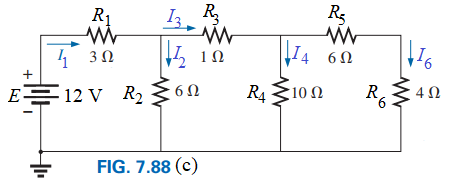 R₁ I₃ R₃ R₅
I₁ 3 Ω I₂ 1 Ω I₄ 6 Ω I₆
+
E 12 V R₂ 6 Ω R₄ 10 Ω R₆ 4 Ω
−
FIG. 7.88 (c)